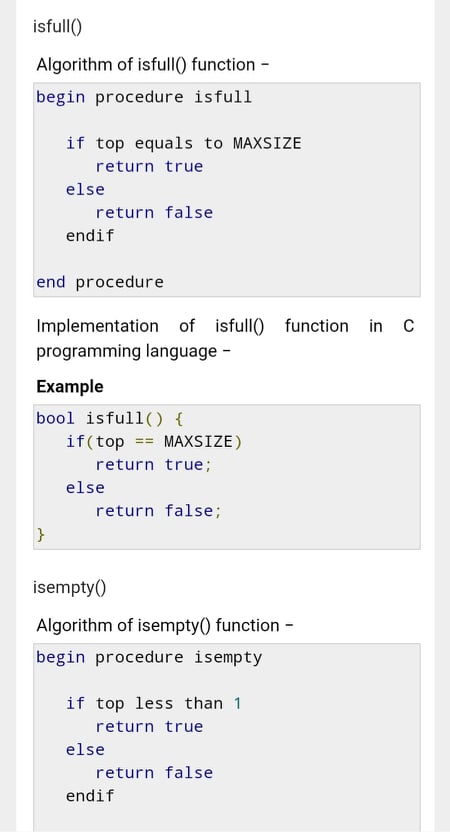 isfull()
Algorithm of isfull() function −
begin procedure isfull
if top equals to MAXSIZE
return true
else
return false
endif
end procedure
Implementation of isfull() function in C
programming language −
Example
bool isfull() {
if(top == MAXSIZE)
return true;
else
return false;
}
isempty()
Algorithm of isempty() function −
begin procedure isempty
if top less than 1
return true
else
return false
endif